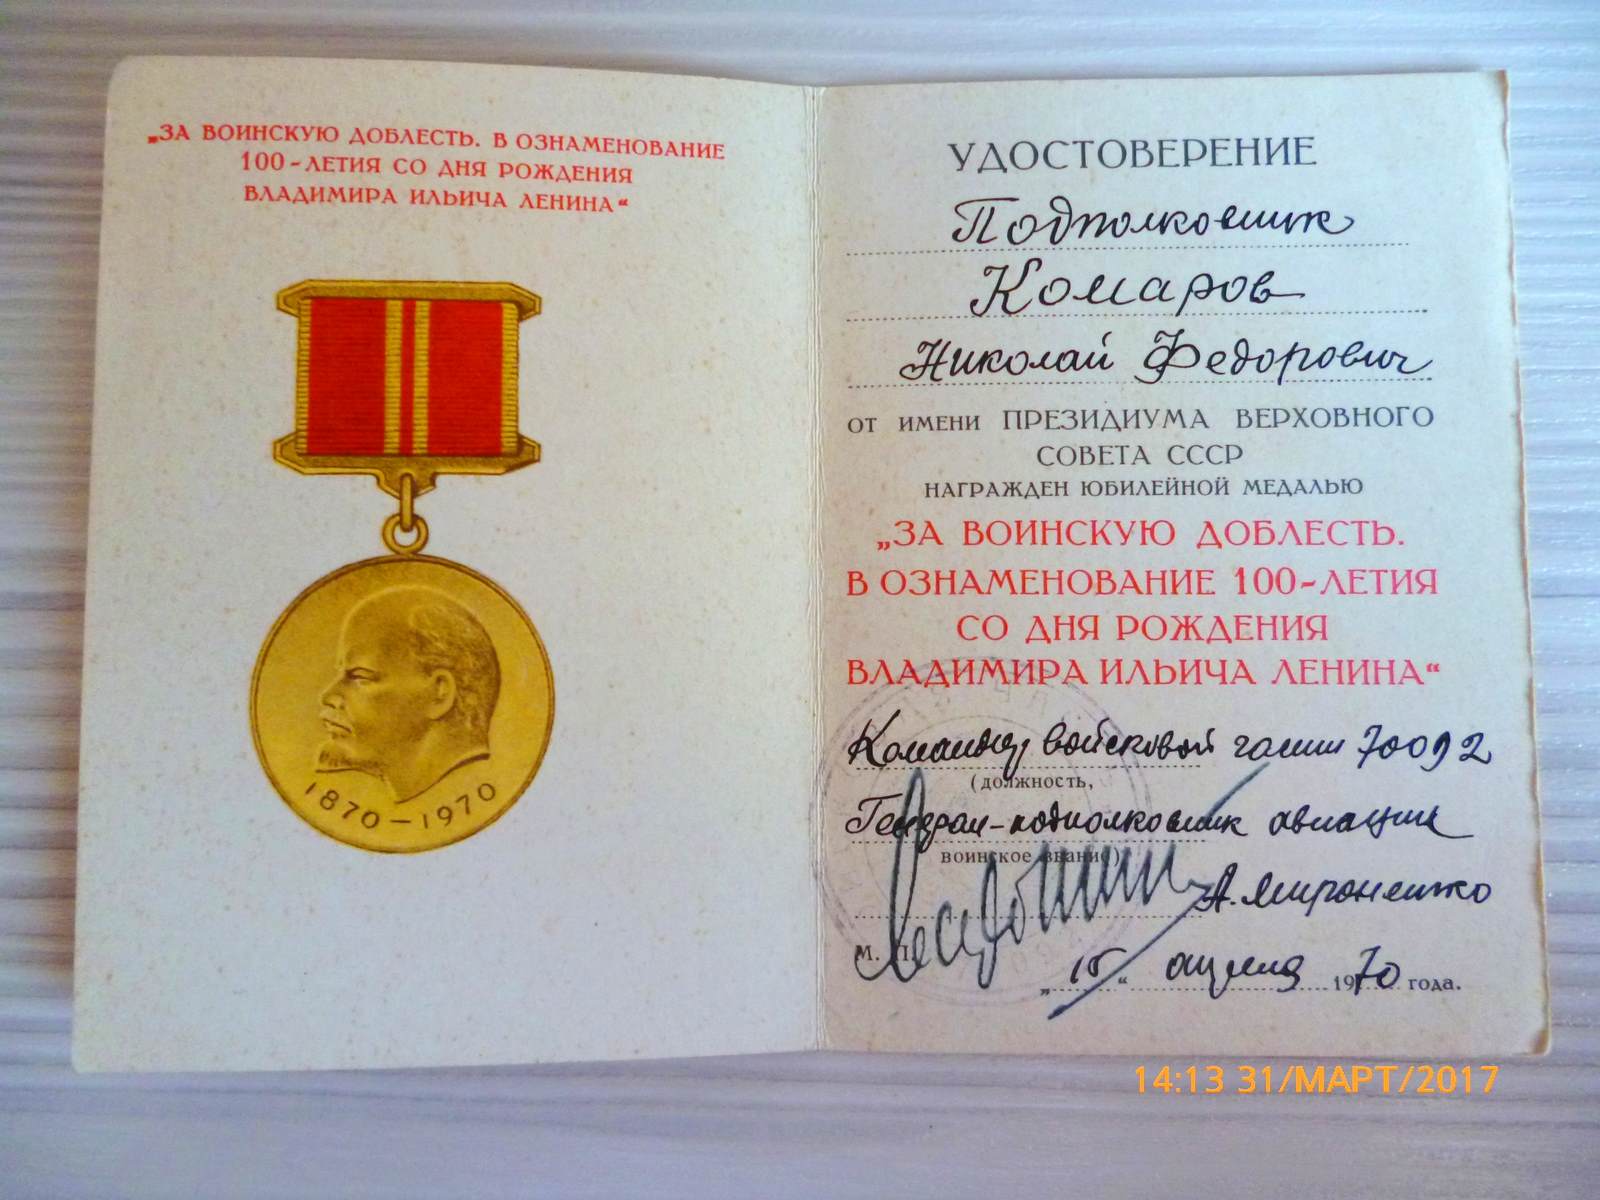 „ЗА ВОИНСКУЮ ДОБЛЕСТЬ. В ОЗНАМЕНОВАНИЕ
100-ЛЕТИЯ СО ДНЯ РОЖДЕНИЯ
ВЛАДИМИРА ИЛЬИЧА ЛЕНИНА“
1870-1970
УДОСТОВЕРЕНИЕ
Подполковник
Комаров
Николай Федорович
ОТ ИМЕНИ ПРЕЗИДИУМА ВЕРХОВНОГО
СОВЕТА СССР
НАГРАЖДЕН ЮБИЛЕЙНОЙ МЕДАЛЬЮ
„ЗА ВОИНСКУЮ ДОБЛЕСТЬ.
В ОЗНАМЕНОВАНИЕ 100-ЛЕТИЯ
СО ДНЯ РОЖДЕНИЯ
ВЛАДИМИРА ИЛЬИЧА ЛЕНИНА“
Командир войсковой части 70092
(должность,
Генерал-подполковник авиации
воинское звание)
А. Мироненко
М. П.
„15“ апреля 1970 года.
14:13 31/МАРТ/2017